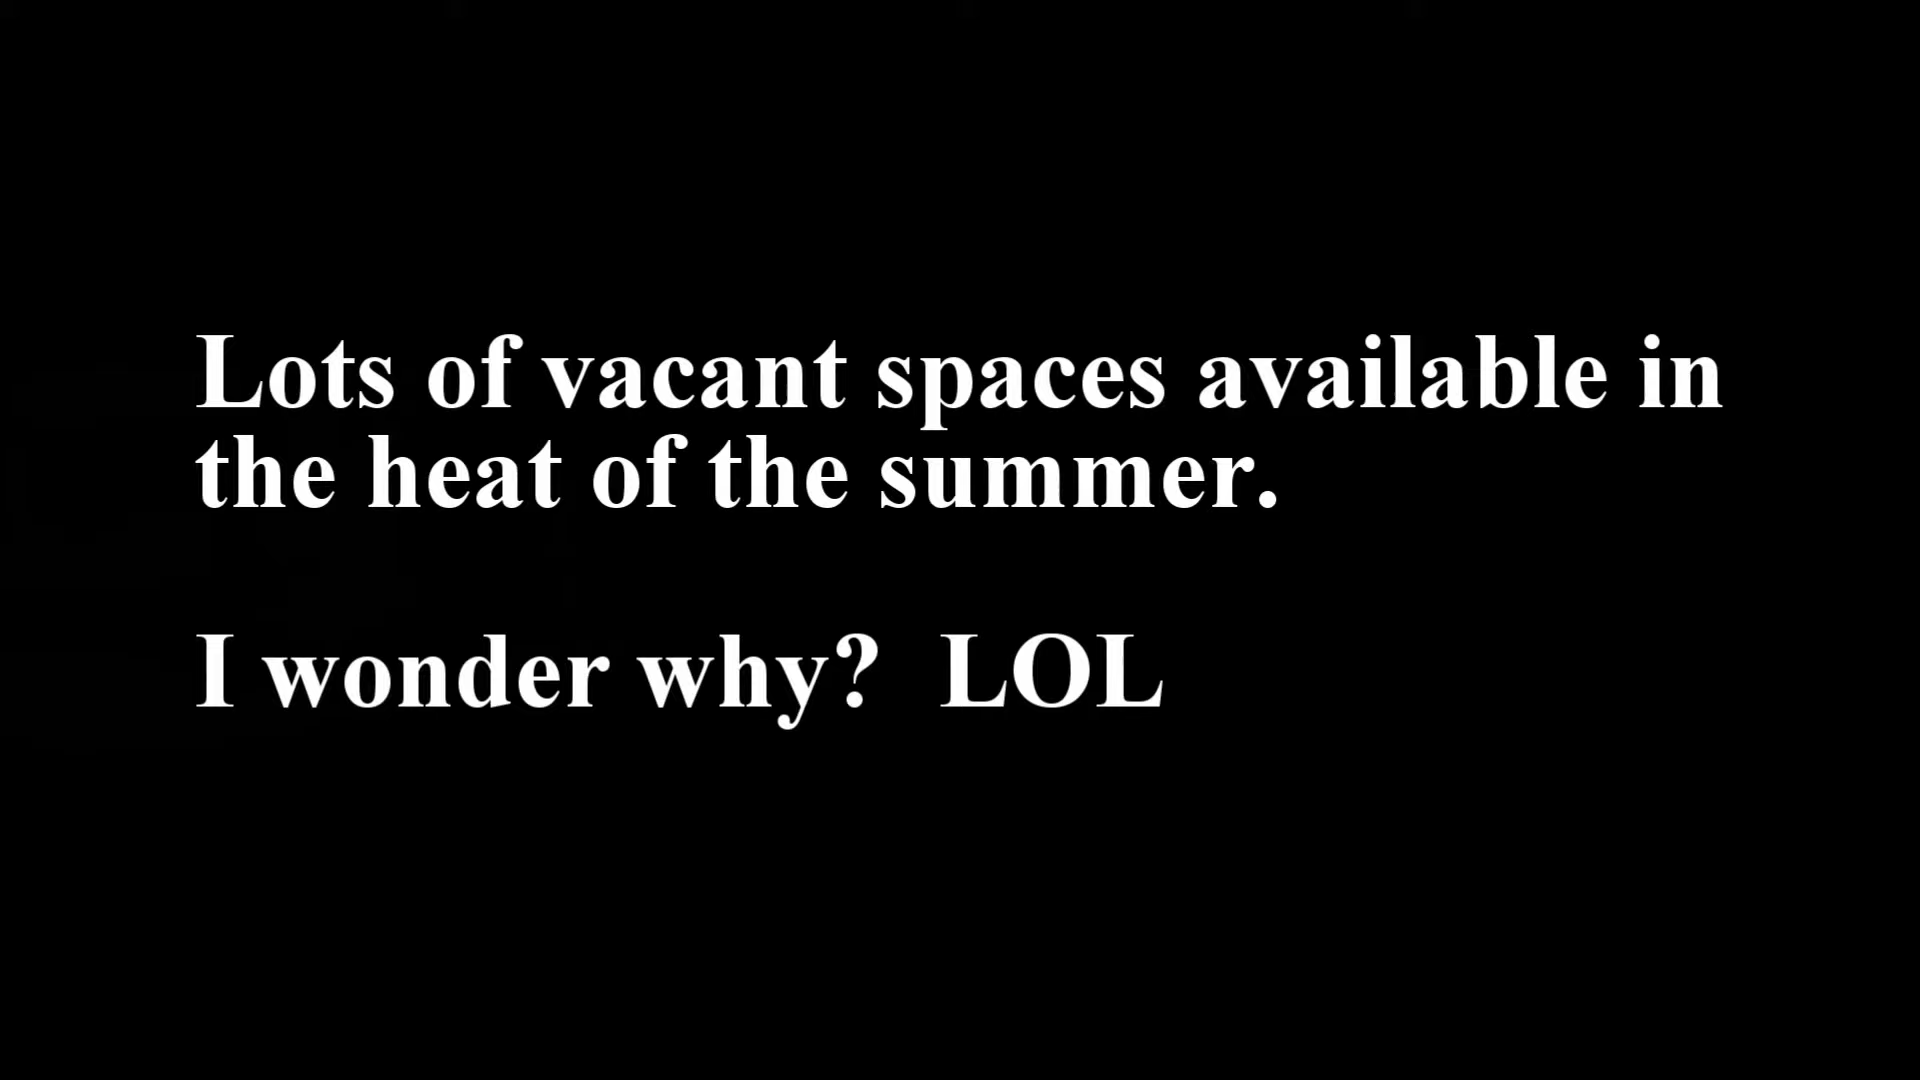 Lots of vacant spaces available in
the heat of the summer.
I wonder why?  LOL